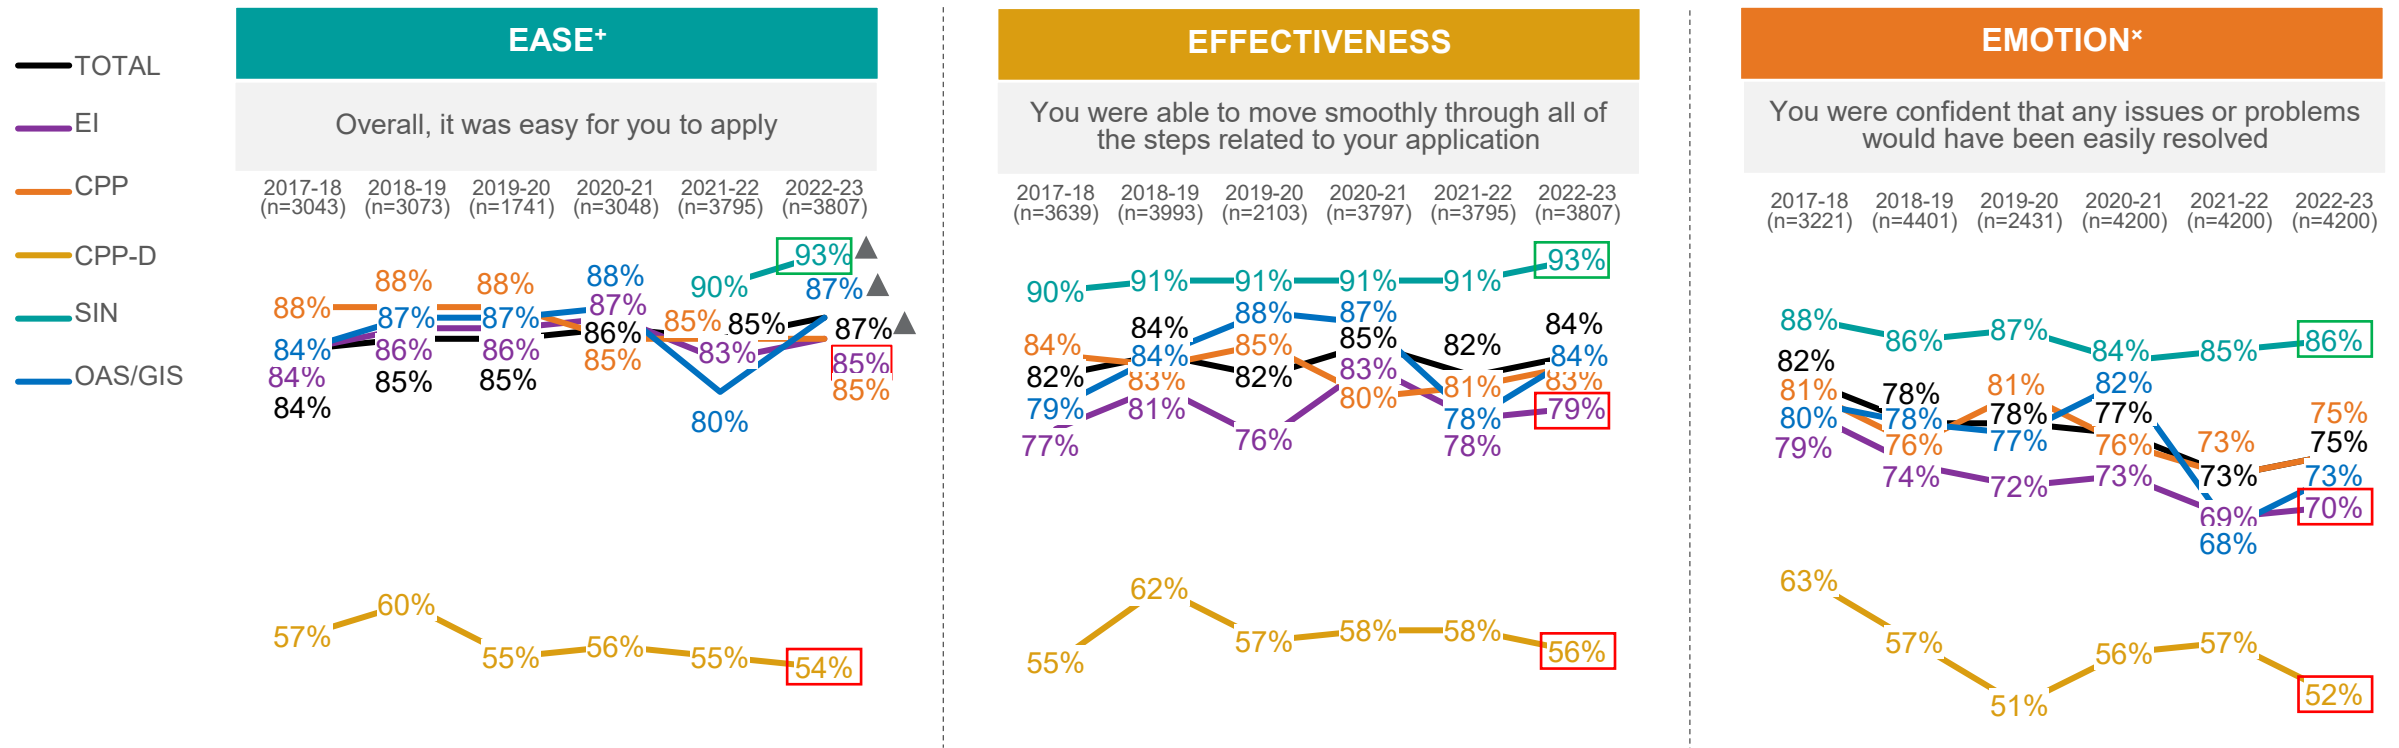 TOTAL
EI
CPP
CPP-D
SIN
OAS/GIS
EASE+
Overall, it was easy for you to apply
2017-18 2018-19 2019-20 2020-21 2021-22 2022-23
(n=3043) (n=3073) (n=1741) (n=3048) (n=3795) (n=3807)
93% ▲
88% 88% 88% 90% 87% ▲
88% 87% 87% 87% 85% 85% 87% ▲
84% 86% 86% 86% 83% 85%
84% 85% 85% 85% 85%
84% 80%
57% 60% 55% 56% 55% 54%
EFFECTIVENESS
You were able to move smoothly through all of
the steps related to your application
2017-18 2018-19 2019-20 2020-21 2021-22 2022-23
(n=3639) (n=3993) (n=2103) (n=3797) (n=3795) (n=3807)
90% 91% 91% 91% 91% 93%
84% 84% 88% 87% 82% 84%
82% 84% 85% 85% 81% 84%
79% 83% 82% 83% 78% 83%
77% 81% 76% 80% 78% 79%
55% 62% 57% 58% 58% 56%
EMOTION×
You were confident that any issues or problems
would have been easily resolved
2017-18 2018-19 2019-20 2020-21 2021-22 2022-23
(n=3221) (n=4401) (n=2431) (n=4200) (n=4200) (n=4200)
88% 86% 87% 84% 85% 86%
82% 78% 81% 82% 73% 75%
81% 78% 78% 77% 73% 75%
80% 76% 77% 76% 69% 73%
79% 74% 72% 73% 68% 70%
63% 57% 51% 56% 57% 52%